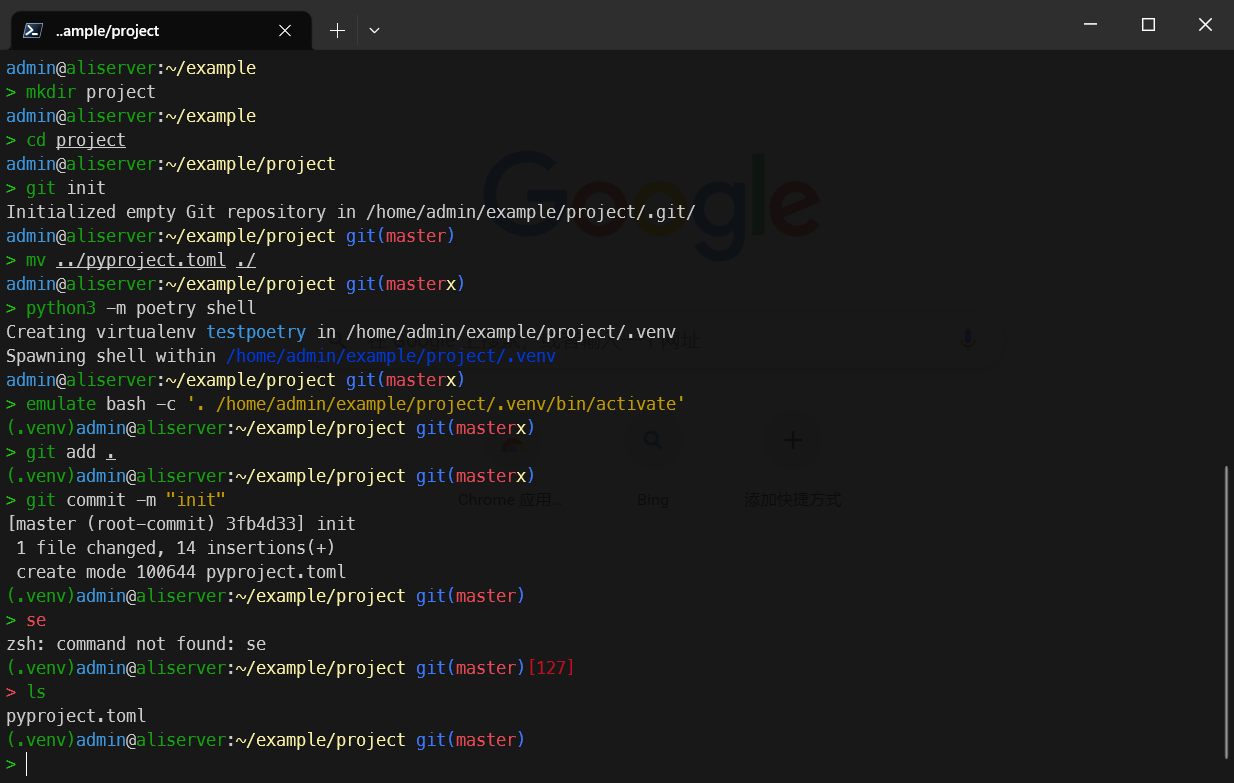 ..ample/project
admin@aliserver:~/example
> mkdir project
admin@aliserver:~/example
> cd project
admin@aliserver:~/example/project
> git init
Initialized empty Git repository in /home/admin/example/project/.git/
admin@aliserver:~/example/project git(master)
> mv ../pyproject.toml ./
admin@aliserver:~/example/project git(masterx)
> python3 -m poetry shell
Creating virtualenv testpoetry in /home/admin/example/project/.venv
Spawning shell within /home/admin/example/project/.venv
admin@aliserver:~/example/project git(masterx)
> emulate bash -c '. /home/admin/example/project/.venv/bin/activate'
(.venv)admin@aliserver:~/example/project git(masterx)
> git add .
(.venv)admin@aliserver:~/example/project git(masterx)
> git commit -m "init"
[master (root-commit) 3fb4d33] init
 1 file changed, 14 insertions(+)
 create mode 100644 pyproject.toml
(.venv)admin@aliserver:~/example/project git(master)
> se
zsh: command not found: se
(.venv)admin@aliserver:~/example/project git(master)[127]
> ls
pyproject.toml
(.venv)admin@aliserver:~/example/project git(master)
>
Google
网址
Chrome 应用...
Bing
添加快捷方式